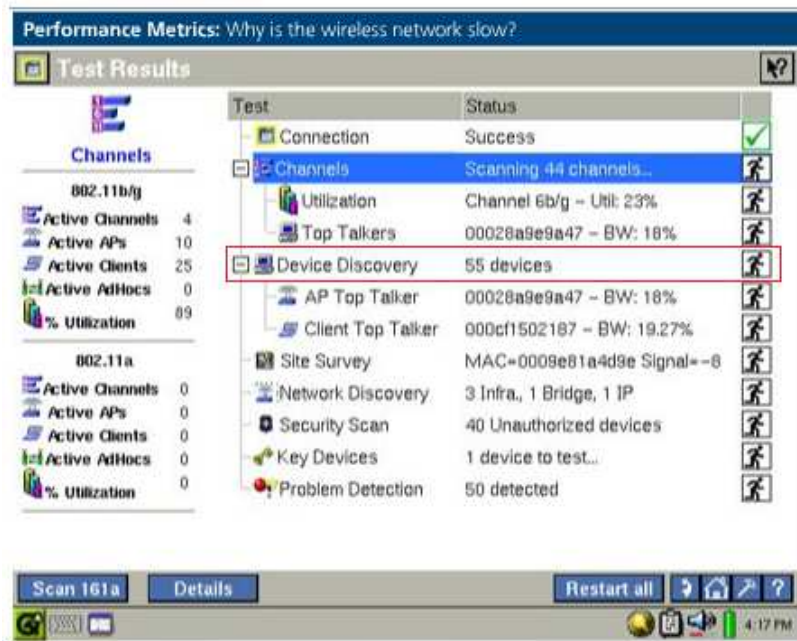 Performance Metrics: Why is the wireless network slow?
Test Results
?
Channels
802.11b/g
Active Channels 4
Active APs 10
Active Clients 25
Active AdHocs 0
% Utilization 89
802.11a
Active Channels 0
Active APs 0
Active Clients 0
Active AdHocs 0
% Utilization 0
Test Status
Connection Success
Channels Scanning 44 channels...
Utilization Channel 6b/g - Util: 23%
Top Talkers 00028a9e9a47 - BW: 18%
Device Discovery 55 devices
AP Top Talker 00028a9e9a47 - BW: 18%
Client Top Talker 000cf1502187 - BW: 19.27%
Site Survey MAC=0009e81a4d9e Signal=-8
Network Discovery 3 Infra., 1 Bridge, 1 IP
Security Scan 40 Unauthorized devices
Key Devices 1 device to test...
Problem Detection 50 detected
Scan 161a Details Restart all ?
4:17 PM